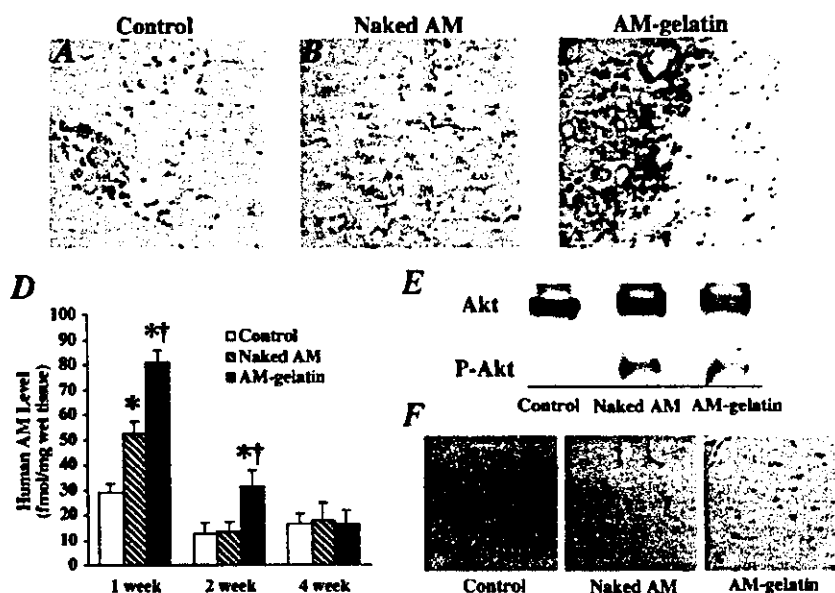 Control Naked AM AM-gelatin
A B
D
Human AM Level
(fmol/mg wet tissue)
100
90
80
70
60
50
40
30
20
10
0
*
*†
*†
Control
Naked AM
AM-gelatin
1 week 2 week 4 week
E
Akt
P-Akt
Control Naked AM AM-gelatin
F
Control Naked AM AM-gelatin